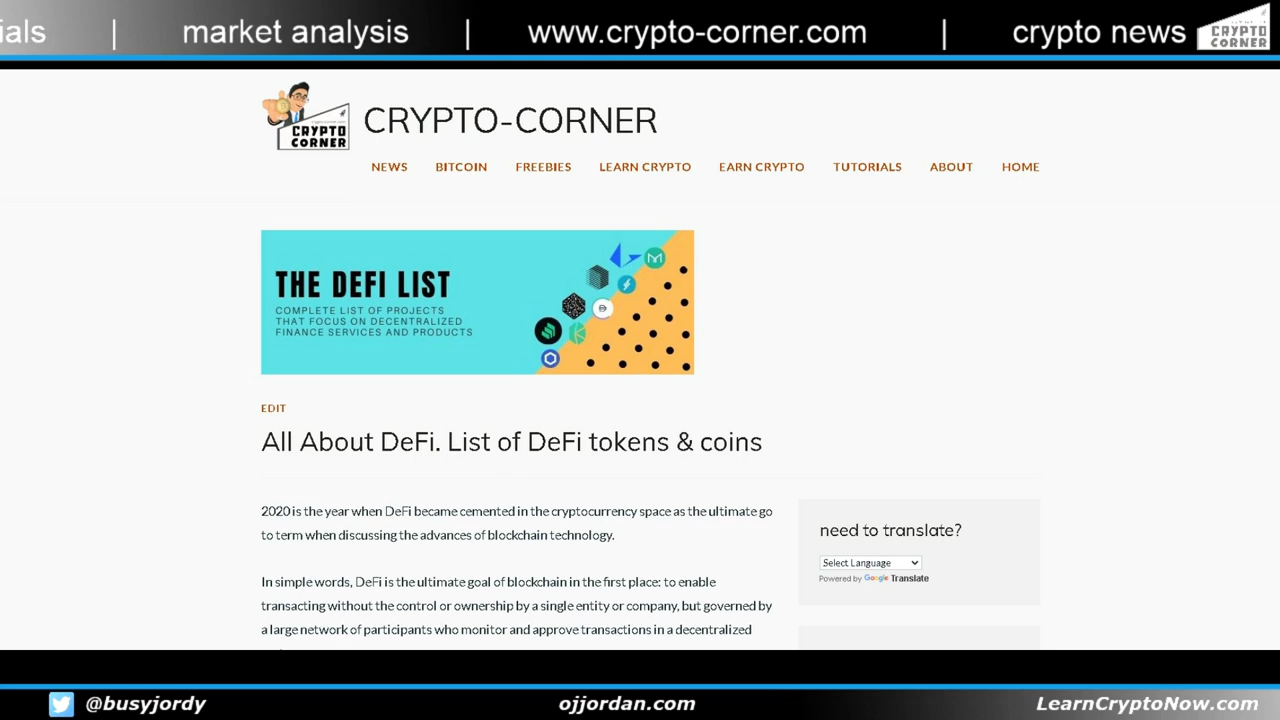 ials | market analysis | www.crypto-corner.com | crypto news CRYPTO CORNER
CRYPTO CORNER
CRYPTO-CORNER
NEWS BITCOIN FREEBIES LEARN CRYPTO EARN CRYPTO TUTORIALS ABOUT HOME
THE DEFI LIST
COMPLETE LIST OF PROJECTS
THAT FOCUS ON DECENTRALIZED
FINANCE SERVICES AND PRODUCTS
EDIT
All About DeFi. List of DeFi tokens & coins
2020 is the year when DeFi became cemented in the cryptocurrency space as the ultimate go
to term when discussing the advances of blockchain technology.
In simple words, DeFi is the ultimate goal of blockchain in the first place: to enable
transacting without the control or ownership by a single entity or company, but governed by
a large network of participants who monitor and approve transactions in a decentralized
need to translate?
Select Language
Powered by Google Translate
@busyjordy ojjordan.com LearnCryptoNow.com